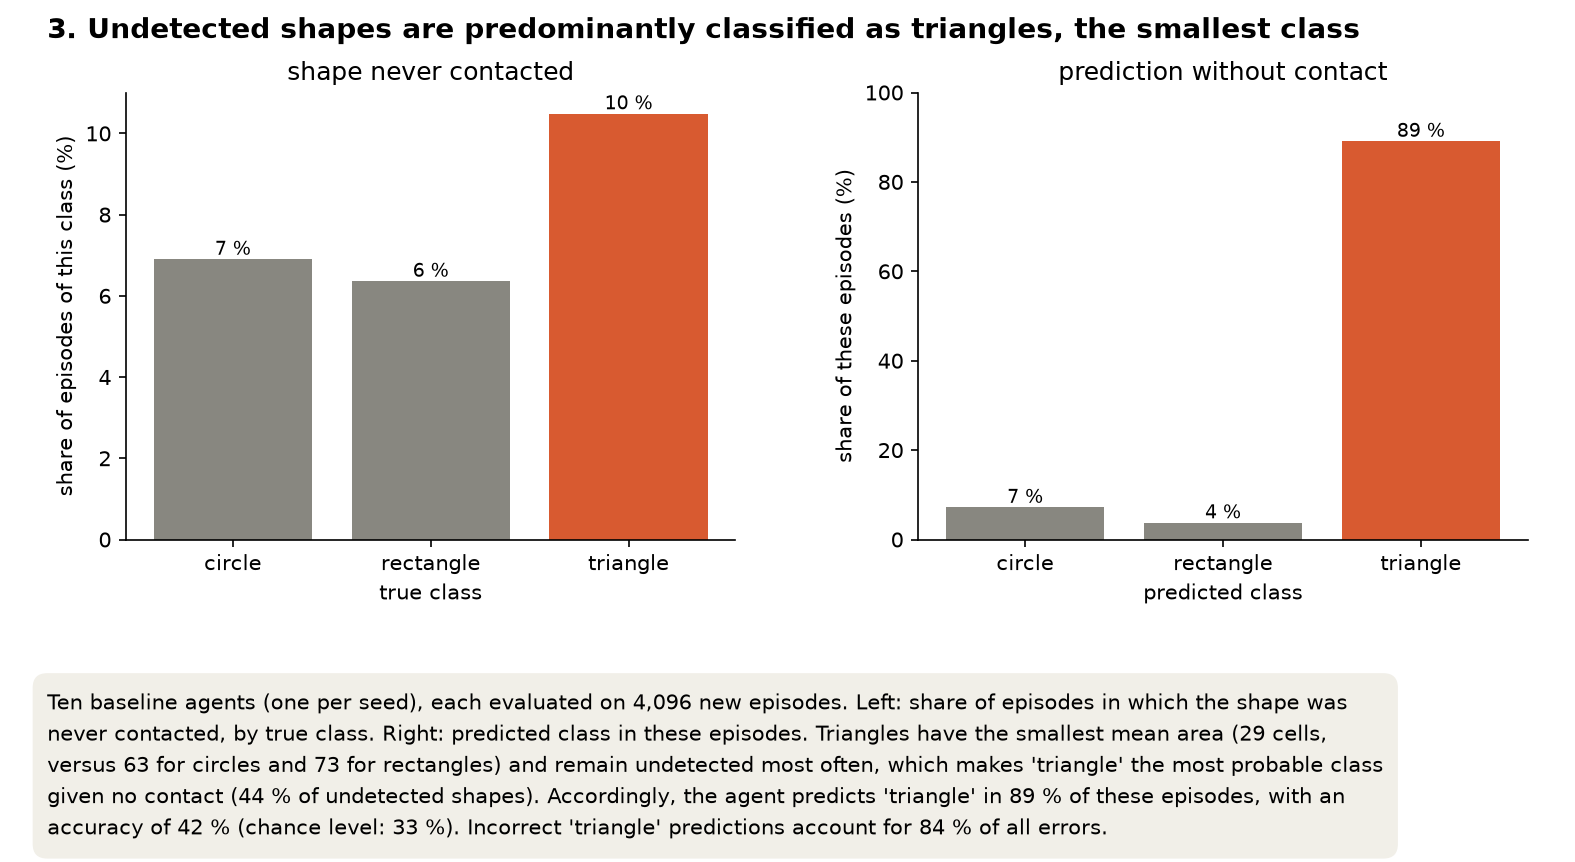 3. Undetected shapes are predominantly classified as triangles, the smallest class
shape never contacted
share of episodes of this class (%)
10
8
6
4
2
0
7 %
6 %
10 %
circle
rectangle
triangle
true class
prediction without contact
share of these episodes (%)
100
80
60
40
20
0
7 %
4 %
89 %
circle
rectangle
triangle
predicted class
Ten baseline agents (one per seed), each evaluated on 4,096 new episodes. Left: share of episodes in which the shape was
never contacted, by true class. Right: predicted class in these episodes. Triangles have the smallest mean area (29 cells,
versus 63 for circles and 73 for rectangles) and remain undetected most often, which makes 'triangle' the most probable class
given no contact (44 % of undetected shapes). Accordingly, the agent predicts 'triangle' in 89 % of these episodes, with an
accuracy of 42 % (chance level: 33 %). Incorrect 'triangle' predictions account for 84 % of all errors.